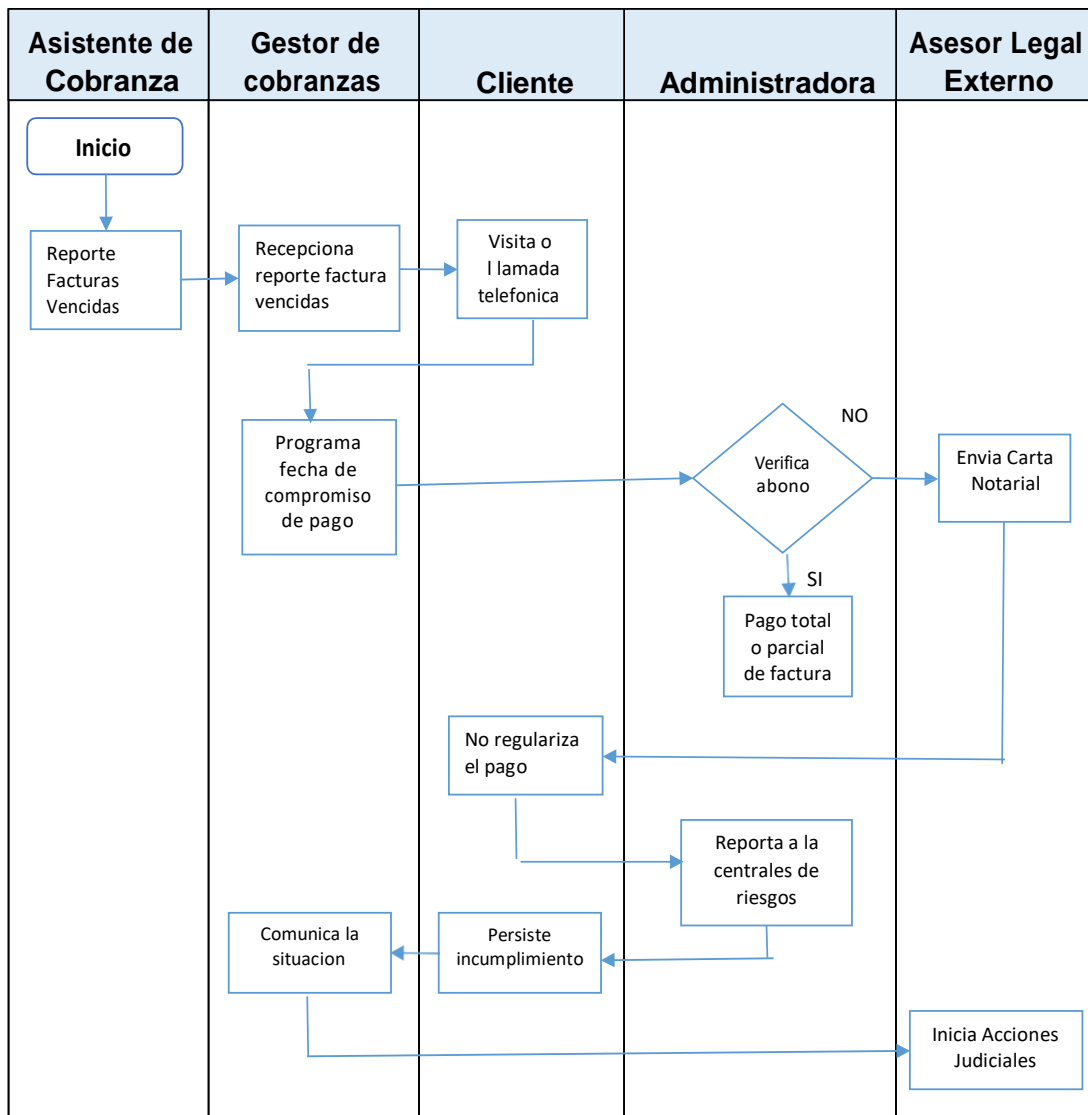 Asistente de
Cobranza
Gestor de
cobranzas
Cliente
Administradora
Asesor Legal
Externo
Inicio
Reporte
Facturas
Vencidas
Recepciona
reporte factura
vencidas
Visita o
l lamada
telefonica
Programa
fecha de
compromiso
de pago
Verifica
abono
NO
Envia Carta
Notarial
SI
Pago total
o parcial
de factura
No regulariza
el pago
Reporta a la
centrales de
riesgos
Persiste
incumplimiento
Comunica la
situacion
Inicia Acciones
Judiciales